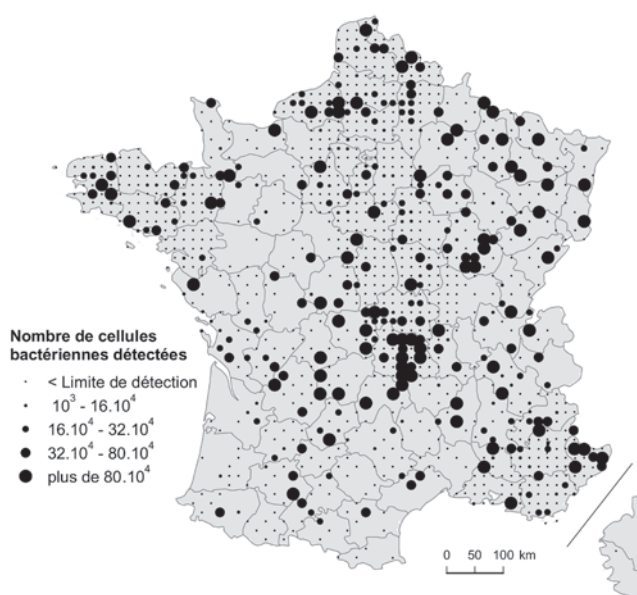 Nombre de cellules
bactériennes détectées
< Limite de détection
10³ - 16.10⁴
16.10⁴ - 32.10⁴
32.10⁴ - 80.10⁴
plus de 80.10⁴
0 50 100 km